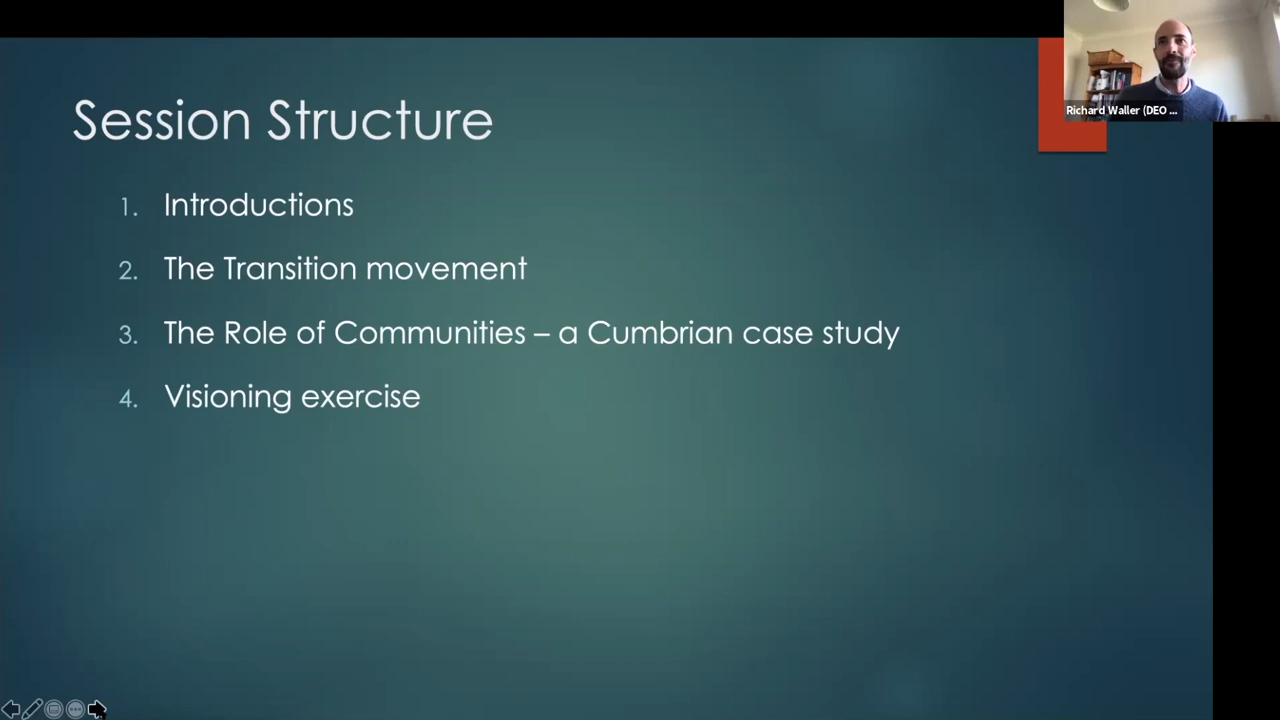 Session Structure
1. Introductions
2. The Transition movement
3. The Role of Communities – a Cumbrian case study
4. Visioning exercise
Richard Waller (DEO ...